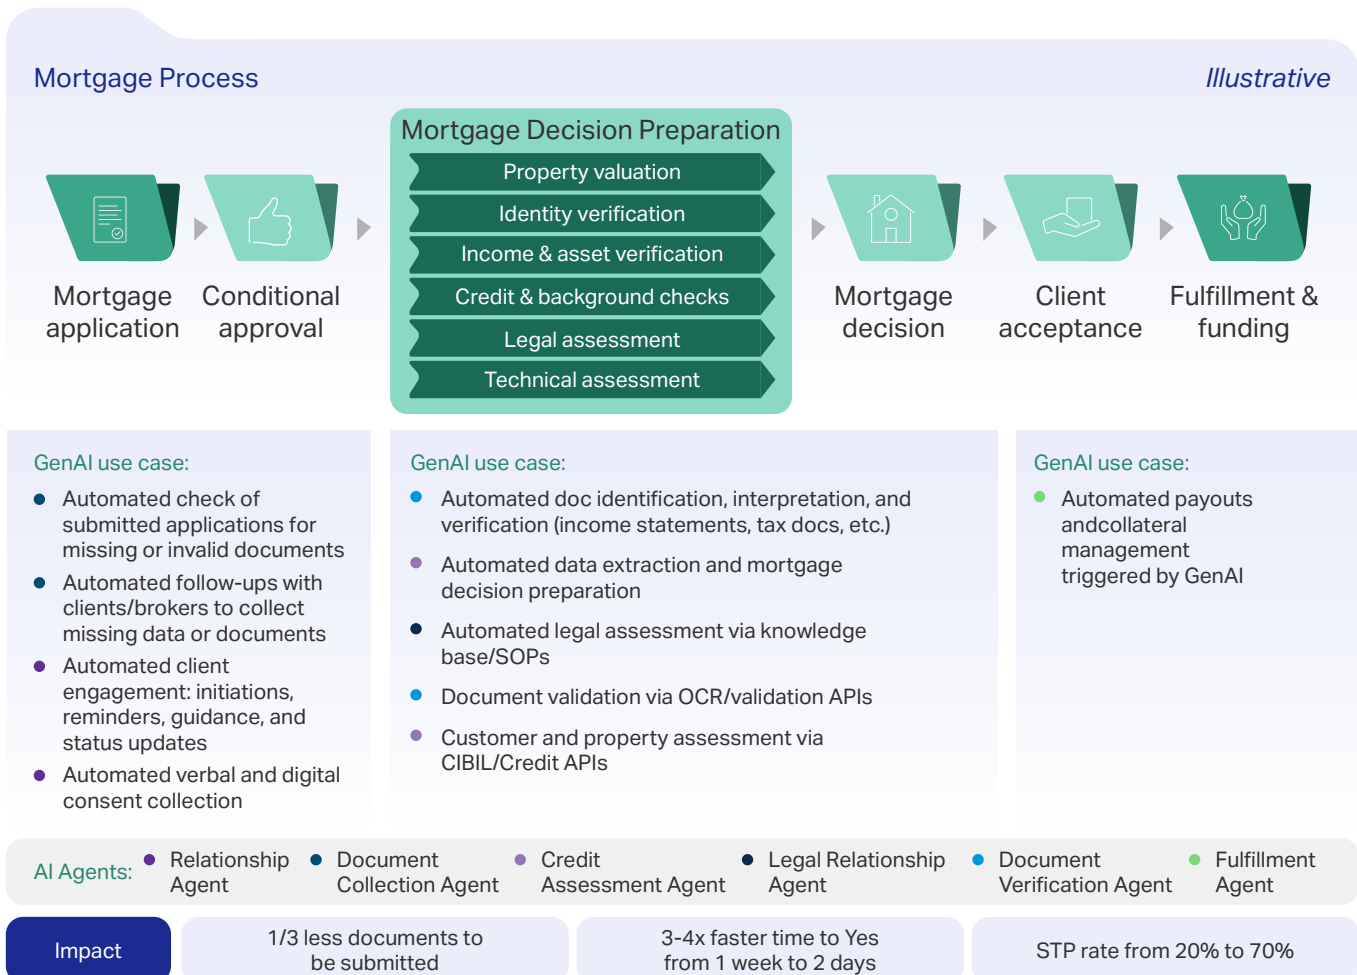 Mortgage Process
Illustrative
Mortgage Decision Preparation
Property valuation
Identity verification
Income & asset verification
Credit & background checks
Legal assessment
Technical assessment
Mortgage
application
Conditional
approval
Mortgage
decision
Client
acceptance
Fulfillment &
funding
GenAI use case:
Automated check of
submitted applications for
missing or invalid documents
Automated follow-ups with
clients/brokers to collect
missing data or documents
Automated client
engagement: initiations,
reminders, guidance, and
status updates
Automated verbal and digital
consent collection
GenAI use case:
Automated doc identification, interpretation, and
verification (income statements, tax docs, etc.)
Automated data extraction and mortgage
decision preparation
Automated legal assessment via knowledge
base/SOPs
Document validation via OCR/validation APIs
Customer and property assessment via
CIBIL/Credit APIs
GenAI use case:
Automated payouts
andcollateral
management
triggered by GenAI
AI Agents:
Relationship
Agent
Document
Collection Agent
Credit
Assessment Agent
Legal Relationship
Agent
Document
Verification Agent
Fulfillment
Agent
Impact
1/3 less documents to
be submitted
3-4x faster time to Yes
from 1 week to 2 days
STP rate from 20% to 70%